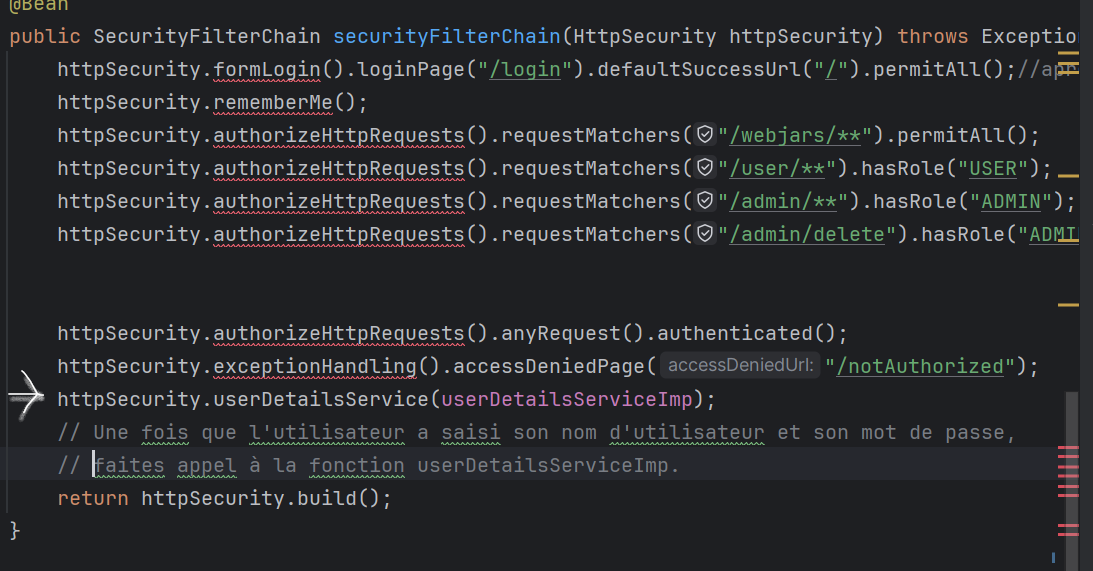 @Bean
public SecurityFilterChain securityFilterChain(HttpSecurity httpSecurity) throws Exceptio
httpSecurity.formLogin().loginPage("/login").defaultSuccessUrl("/").permitAll();//apr
httpSecurity.rememberMe();
httpSecurity.authorizeHttpRequests().requestMatchers("/webjars/**").permitAll();
httpSecurity.authorizeHttpRequests().requestMatchers("/user/**").hasRole("USER");
httpSecurity.authorizeHttpRequests().requestMatchers("/admin/**").hasRole("ADMIN");
httpSecurity.authorizeHttpRequests().requestMatchers("/admin/delete").hasRole("ADMI
httpSecurity.authorizeHttpRequests().anyRequest().authenticated();
httpSecurity.exceptionHandling().accessDeniedPage( accessDeniedUrl: "/notAuthorized");
httpSecurity.userDetailsService(userDetailsServiceImp);
// Une fois que l'utilisateur a saisi son nom d'utilisateur et son mot de passe,
// faites appel à la fonction userDetailsServiceImp.
return httpSecurity.build();
}